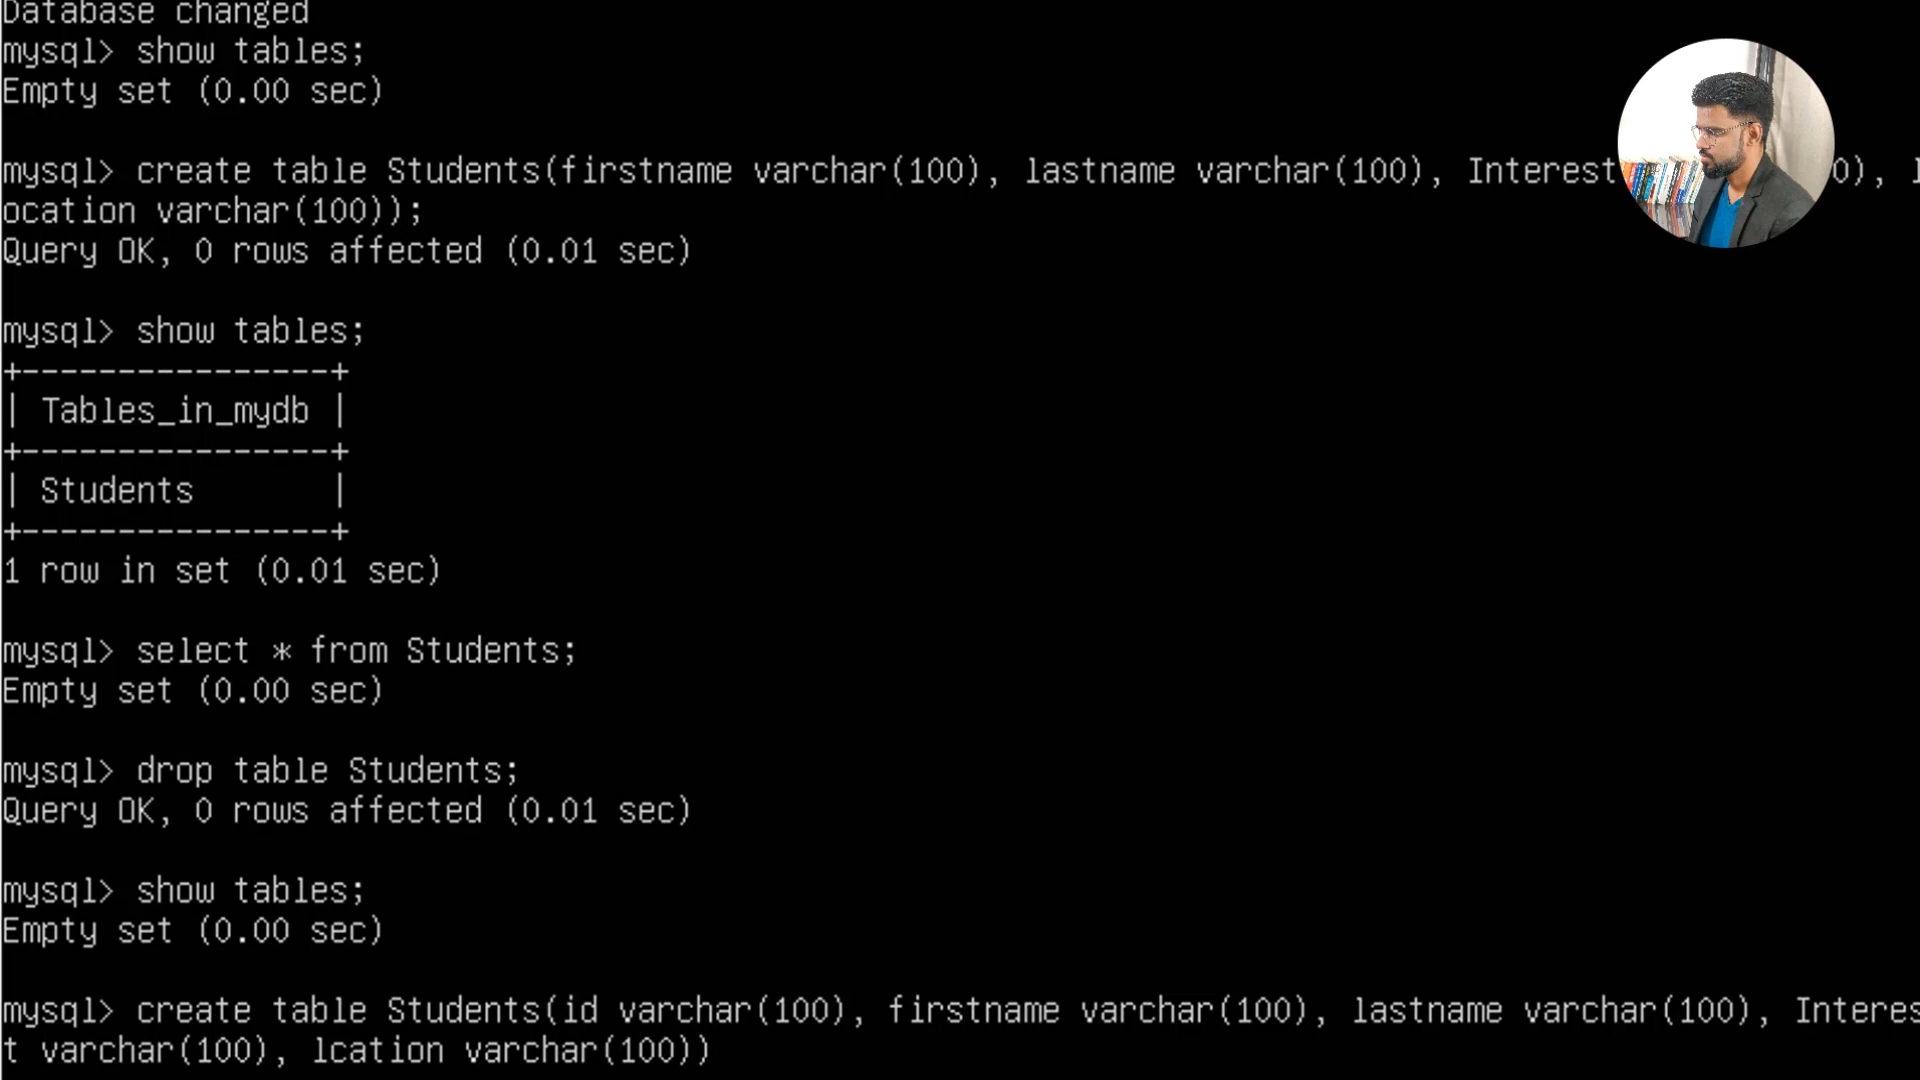 Database changed
mysql> show tables;
Empty set (0.00 sec)
mysql> create table Students(firstname varchar(100), lastname varchar(100), Interest 0), l
ocation varchar(100));
Query OK, 0 rows affected (0.01 sec)
mysql> show tables;
+----------------+
| Tables_in_mydb |
+----------------+
| Students       |
+----------------+
1 row in set (0.01 sec)
mysql> select * from Students;
Empty set (0.00 sec)
mysql> drop table Students;
Query OK, 0 rows affected (0.01 sec)
mysql> show tables;
Empty set (0.00 sec)
mysql> create table Students(id varchar(100), firstname varchar(100), lastname varchar(100), Interes
t varchar(100), lcation varchar(100))